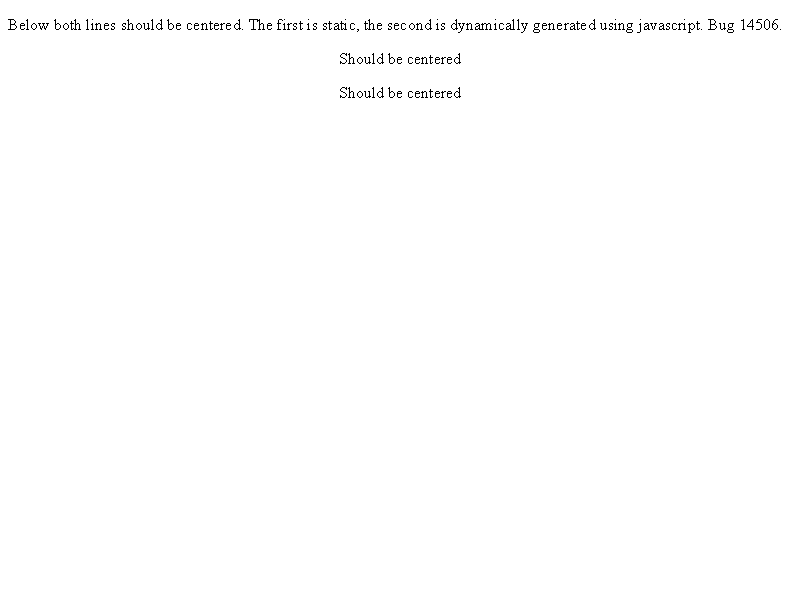 Below both lines should be centered. The first is static, the second is dynamically generated using javascript. Bug 14506.
Should be centered
Should be centered